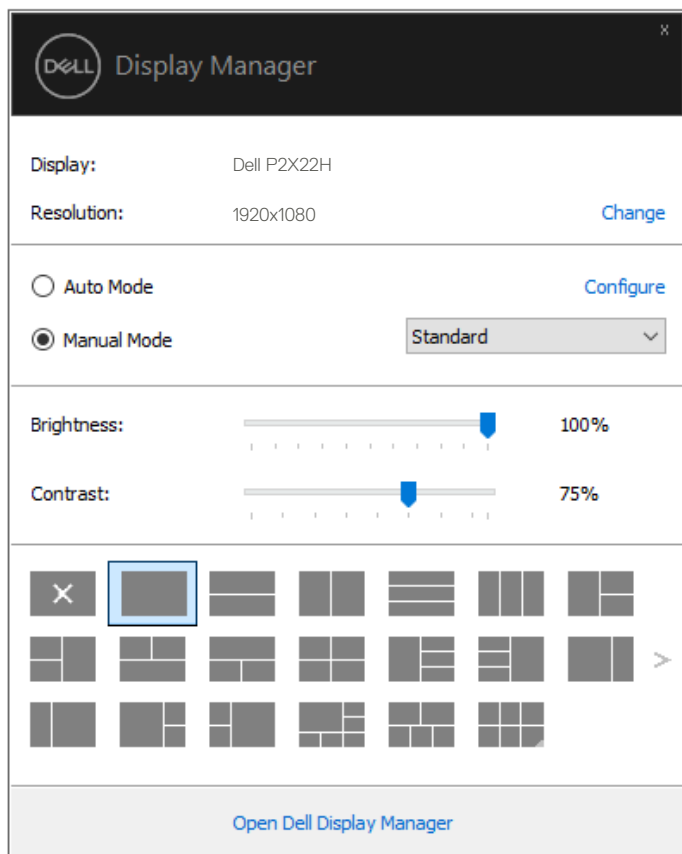 x
DELL Display Manager
Display: Dell P2X22H
Resolution: 1920x1080 Change
Auto Mode Configure
Manual Mode Standard
Brightness: 100%
Contrast: 75%
>
Open Dell Display Manager